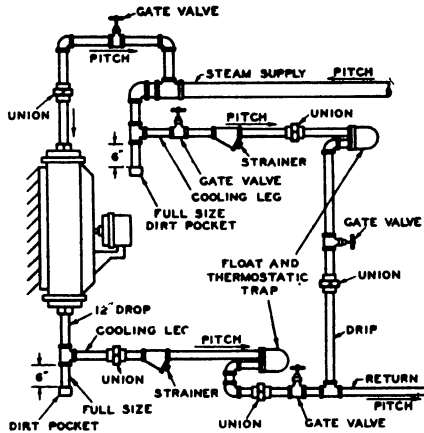 GATE VALVE
PITCH
STEAM SUPPLY
PITCH
UNION
PITCH
UNION
6"
STRAINER
GATE VALVE
COOLING LEG
FULL SIZE
DIRT POCKET
GATE VALVE
FLOAT AND
THERMOSTATIC
TRAP
UNION
12" DROP
COOLING LEG
PITCH
DRIP
6"
UNION
STRAINER
RETURN
PITCH
FULL SIZE
DIRT POCKET
UNION
GATE VALVE